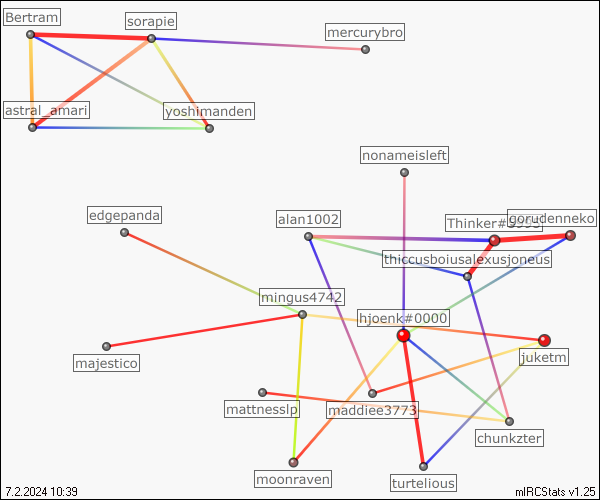 Bertram
sorapie
mercurybro
astral_amari
yoshimanden
nonameisleft
edgepanda
alan1002
Thinker#5995
gorudenneko
thiccusboiusalexusjoneus
mingus4742
hjoenk#0000
majestico
juketm
mattnesslp
maddiee3773
chunkzter
moonraven
turtelious
7.2.2024 10:39
mIRCStats v1.25